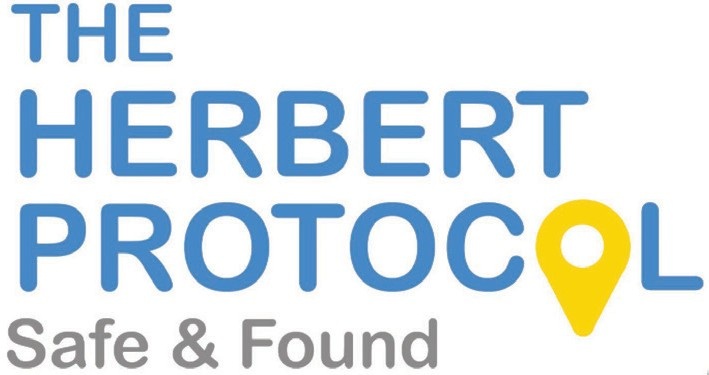 THE
HERBERT
PROTOCOL
Safe & Found